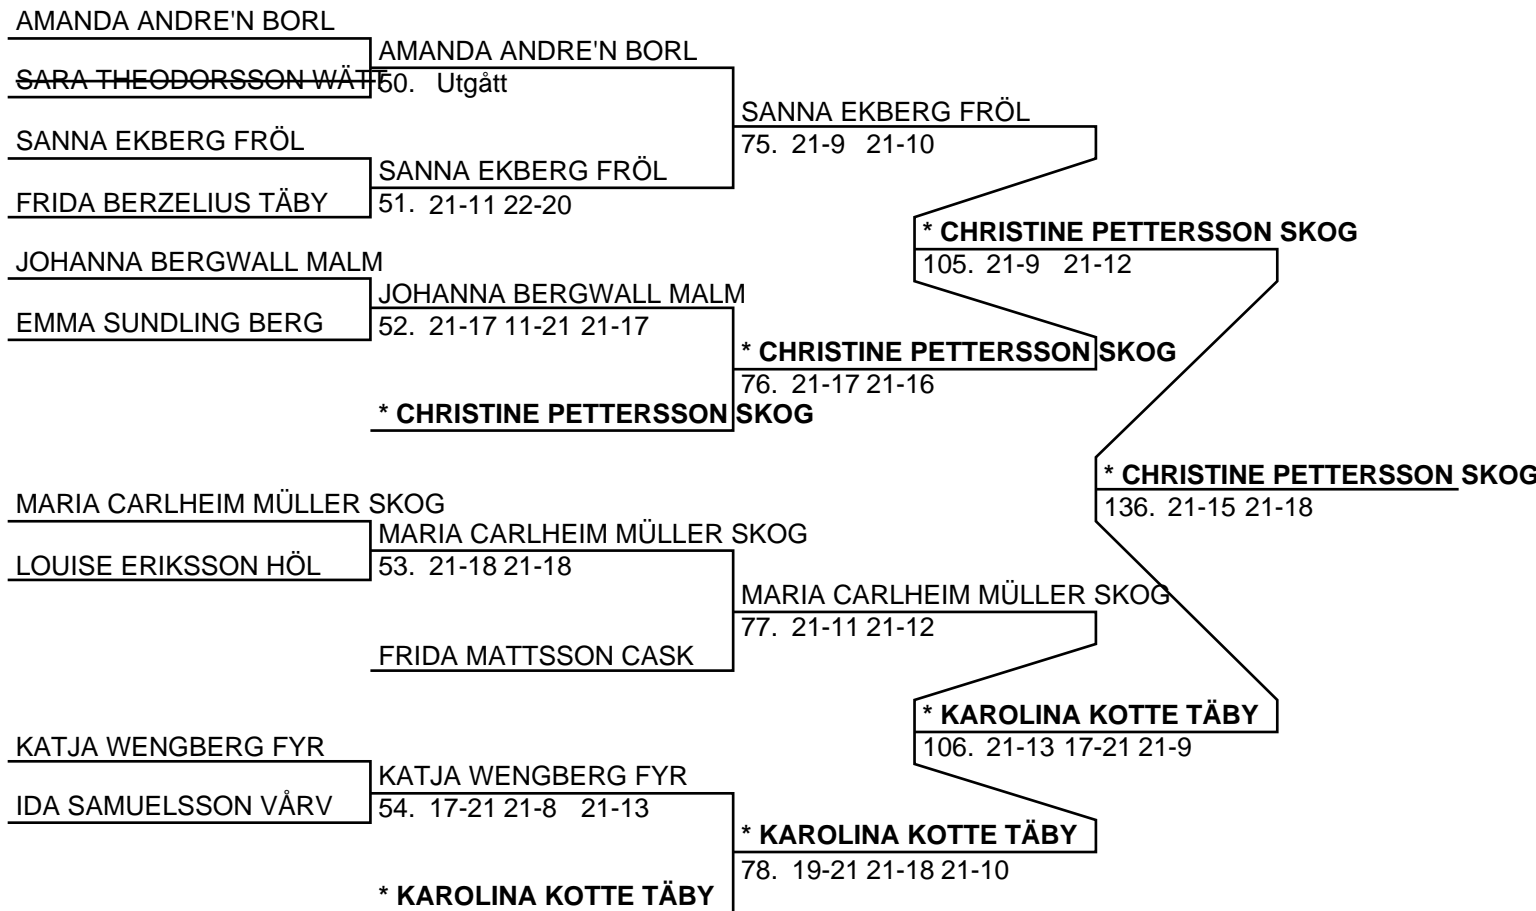 AMANDA ANDRE'N BORL
AMANDA ANDRE'N BORL
SARA THEODORSSON WÄTT
50. Utgått
SANNA EKBERG FRÖL
75. 21-9 21-10
SANNA EKBERG FRÖL
SANNA EKBERG FRÖL
FRIDA BERZELIUS TÄBY
51. 21-11 22-20
* CHRISTINE PETTERSSON SKOG
105. 21-9 21-12
JOHANNA BERGWALL MALM
JOHANNA BERGWALL MALM
EMMA SUNDLING BERG
52. 21-17 11-21 21-17
* CHRISTINE PETTERSSON SKOG
76. 21-17 21-16
* CHRISTINE PETTERSSON SKOG
* CHRISTINE PETTERSSON SKOG
136. 21-15 21-18
MARIA CARLHEIM MÜLLER SKOG
MARIA CARLHEIM MÜLLER SKOG
LOUISE ERIKSSON HÖL
53. 21-18 21-18
MARIA CARLHEIM MÜLLER SKOG
77. 21-11 21-12
FRIDA MATTSSON CASK
* KAROLINA KOTTE TÄBY
106. 21-13 17-21 21-9
KATJA WENGBERG FYR
KATJA WENGBERG FYR
IDA SAMUELSSON VÅRV
54. 17-21 21-8 21-13
* KAROLINA KOTTE TÄBY
78. 19-21 21-18 21-10
* KAROLINA KOTTE TÄBY